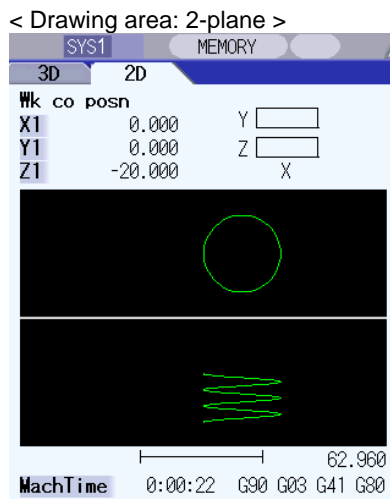 < Drawing area: 2-plane >
SYS1 MEMORY
3D 2D
Wk co posn
X1 0.000 Y
Y1 0.000 Z
Z1 -20.000 X
62.960
MachTime 0:00:22 G90 G03 G41 G80